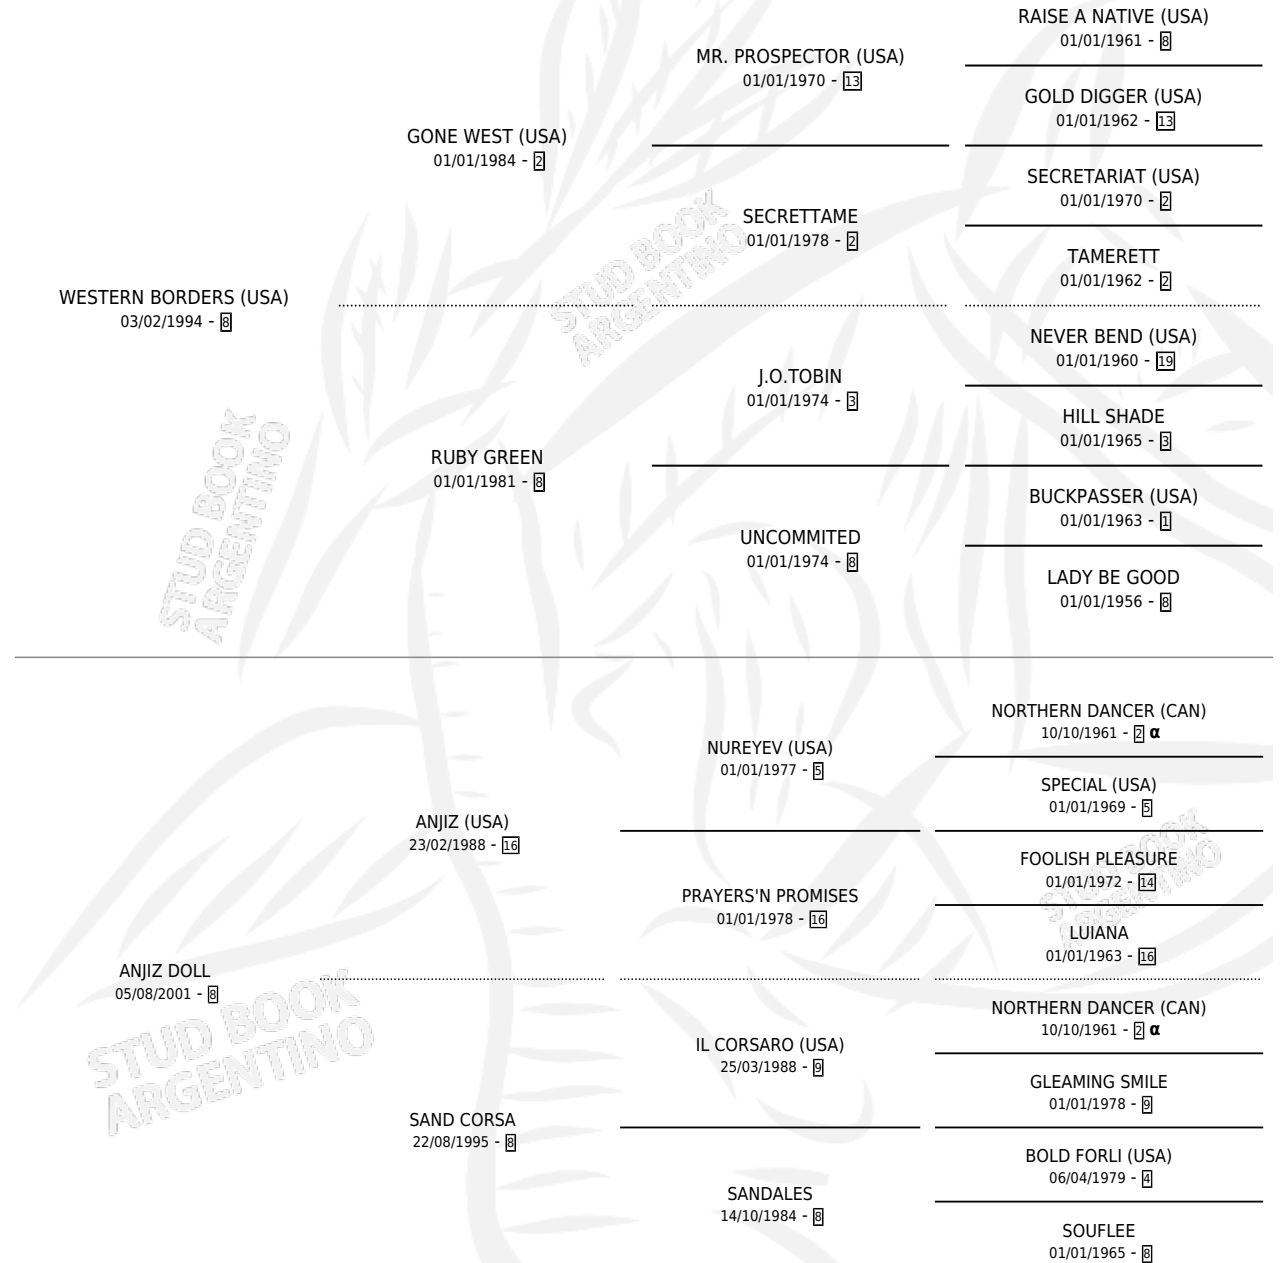 RAISE A NATIVE (USA)
01/01/1961 - 8
MR. PROSPECTOR (USA)
01/01/1970 - 13
GOLD DIGGER (USA)
01/01/1962 - 13
GONE WEST (USA)
01/01/1984 - 2
SECRETARIAT (USA)
01/01/1970 - 2
SECRETTAME
01/01/1978 - 2
TAMERETT
01/01/1962 - 2
WESTERN BORDERS (USA)
03/02/1994 - 8
NEVER BEND (USA)
01/01/1960 - 19
J.O.TOBIN
01/01/1974 - 3
HILL SHADE
01/01/1965 - 3
RUBY GREEN
01/01/1981 - 8
BUCKPASSER (USA)
01/01/1963 - 1
UNCOMMITED
01/01/1974 - 8
LADY BE GOOD
01/01/1956 - 8
NORTHERN DANCER (CAN)
10/10/1961 - 2 α
NUREYEV (USA)
01/01/1977 - 5
SPECIAL (USA)
01/01/1969 - 5
ANJIZ (USA)
23/02/1988 - 16
FOOLISH PLEASURE
01/01/1972 - 14
PRAYERS'N PROMISES
01/01/1978 - 16
LUIANA
01/01/1963 - 16
ANJIZ DOLL
05/08/2001 - 8
NORTHERN DANCER (CAN)
10/10/1961 - 2 α
IL CORSARO (USA)
25/03/1988 - 9
GLEAMING SMILE
01/01/1978 - 9
SAND CORSA
22/08/1995 - 8
BOLD FORLI (USA)
06/04/1979 - 4
SANDALES
14/10/1984 - 8
SOUFLEE
01/01/1965 - 8
STUD BOOK
ARGENTINO
STUD BOOK
ARGENTINO
STUD BOOK
ARGENTINO
STUD BOOK
ARGENTINO